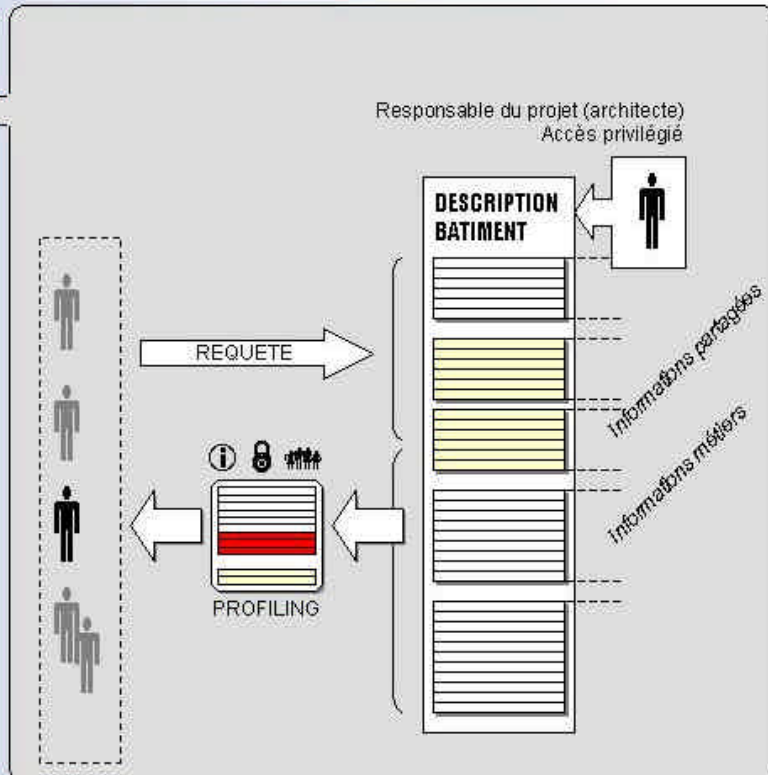 Responsable du projet (architecte)
Accès privilégié
DESCRIPTION
BATIMENT
REQUETE
Informations partagées
Informations métiers
PROFILING